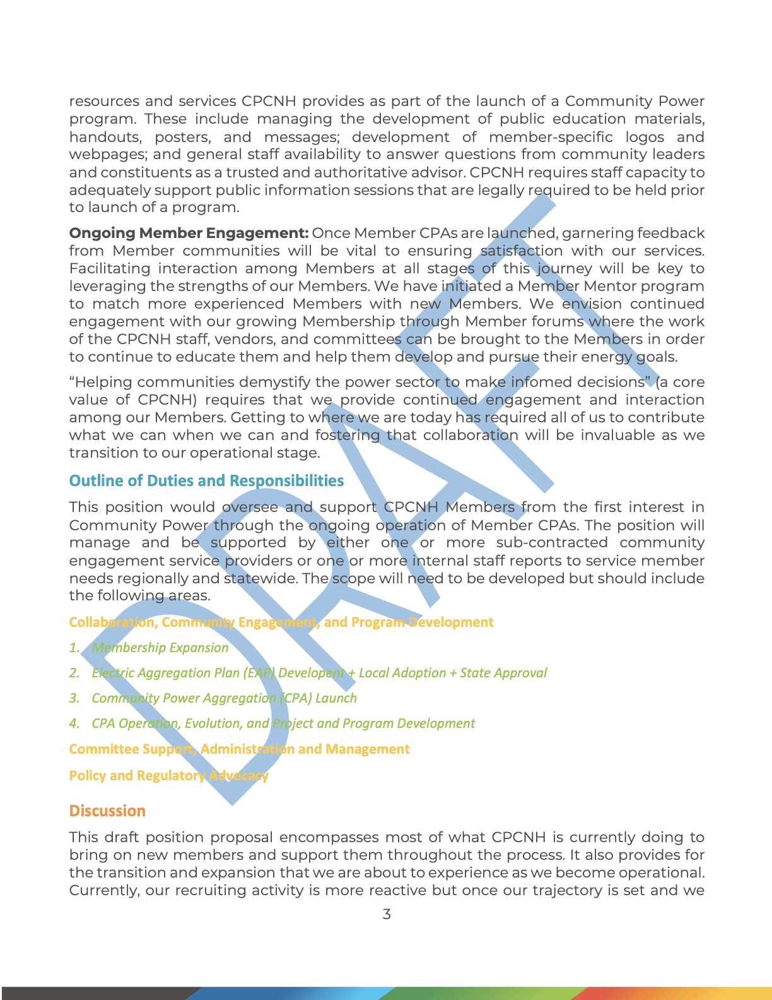 resources and services CPCNH provides as part of the launch of a Community Power
program. These include managing the development of public education materials,
handouts, posters, and messages; development of member-specific logos and
webpages; and general staff availability to answer questions from community leaders
and constituents as a trusted and authoritative advisor. CPCNH requires staff capacity to
adequately support public information sessions that are legally required to be held prior
to launch of a program.
Ongoing Member Engagement: Once Member CPAs are launched, garnering feedback
from Member communities will be vital to ensuring satisfaction with our services.
Facilitating interaction among Members at all stages of this journey will be key to
leveraging the strengths of our Members. We have initiated a Member Mentor program
to match more experienced Members with new Members. We envision continued
engagement with our growing Membership through Member forums where the work
of the CPCNH staff, vendors, and committees can be brought to the Members in order
to continue to educate them and help them develop and pursue their energy goals.
“Helping communities demystify the power sector to make infomed decisions” (a core
value of CPCNH) requires that we provide continued engagement and interaction
among our Members. Getting to where we are today has required all of us to contribute
what we can when we can and fostering that collaboration will be invaluable as we
transition to our operational stage.
Outline of Duties and Responsibilities
This position would oversee and support CPCNH Members from the first interest in
Community Power through the ongoing operation of Member CPAs. The position will
manage and be supported by either one or more sub-contracted community
engagement service providers or one or more internal staff reports to service member
needs regionally and statewide. The scope will need to be developed but should include
the following areas.
Collaboration, Community Engagement, and Program Development
1. Membership Expansion
2. Electric Aggregation Plan (EAP) Developent + Local Adoption + State Approval
3. Community Power Aggregation (CPA) Launch
4. CPA Operation, Evolution, and Project and Program Development
Committee Support, Administration and Management
Policy and Regulatory Advocacy
Discussion
This draft position proposal encompasses most of what CPCNH is currently doing to
bring on new members and support them throughout the process. It also provides for
the transition and expansion that we are about to experience as we become operational.
Currently, our recruiting activity is more reactive but once our trajectory is set and we
3
DRAFT